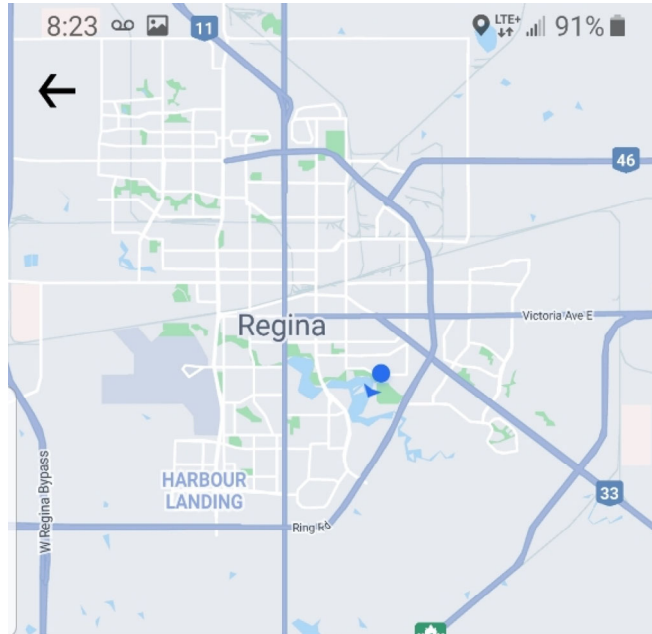 8:23
11
LTE+
91%
46
Regina
Victoria Ave E
HARBOUR
LANDING
W Regina Bypass
33
Ring Rd